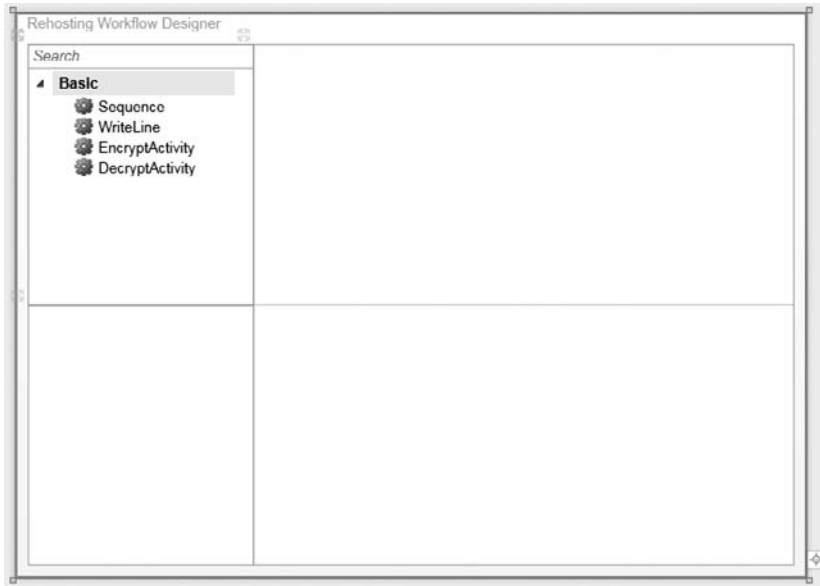 Rehosting Workflow Designer
Search
Basic
Sequence
WriteLine
EncryptActivity
DecryptActivity